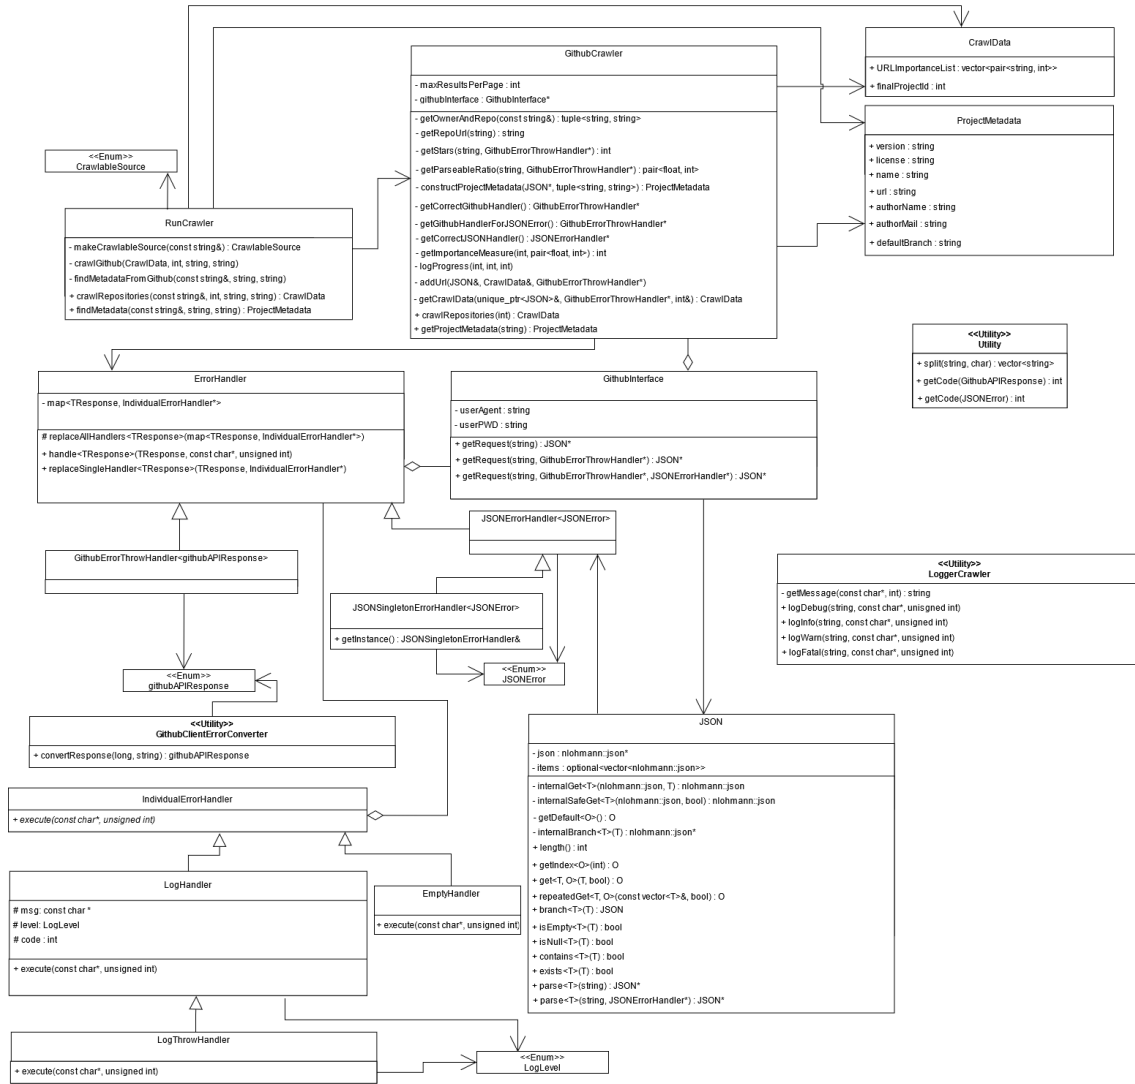 CrawlData
+ URLImportanceList : vector<pair<string, int>>
+ finalProjectId : int
GithubCrawler
- maxResultsPerPage : int
- githubInterface : GithubInterface*
- getOwnerAndRepo(const string&) : tuple<string, string>
- getRepoUrl(string) : string
- getStars(string, GithubErrorThrowHandler*) : int
- getParseableRatio(string, GithubErrorThrowHandler*) : pair<float, int>
- constructProjectMetadata(JSON*, tuple<string, string>) : ProjectMetadata
- getCorrectGithubHandler() : GithubErrorThrowHandler*
- getGithubHandlerForJSONError() : GithubErrorThrowHandler*
- getCorrectJSONHandler() : JSONErrorHandler*
- getImportanceMeasure(int, pair<float, int>) : int
- logProgress(int, int, int)
- addUrl(JSON&, CrawlData&, GithubErrorThrowHandler*)
- getCrawlData(unique_ptr<JSON>&, GithubErrorThrowHandler*, int&) : CrawlData
+ crawlRepositories(int) : CrawlData
+ getProjectMetadata(string) : ProjectMetadata
ProjectMetadata
+ version : string
+ license : string
+ name : string
+ url : string
+ authorName : string
+ authorMail : string
+ defaultBranch : string
<<Enum>>
CrawlableSource
RunCrawler
- makeCrawlableSource(const string&) : CrawlableSource
- crawlGithub(CrawlData, int, string, string)
- findMetadataFromGithub(const string&, string, string)
+ crawlRepositories(const string&, int, string, string) : CrawlData
+ findMetadata(const string&, string, string) : ProjectMetadata
<<Utility>>
Utility
+ split(string, char) : vector<string>
+ getCode(GithubAPIResponse) : int
+ getCode(JSONError) : int
ErrorHandler
- map<TResponse, IndividualErrorHandler*>
# replaceAllHandlers<TResponse>(map<TResponse, IndividualErrorHandler*>)
+ handle<TResponse>(TResponse, const char*, unsigned int)
+ replaceSingleHandler<TResponse>(TResponse, IndividualErrorHandler*)
GithubInterface
- userAgent : string
- userPWD : string
+ getRequest(string) : JSON*
+ getRequest(string, GithubErrorThrowHandler*) : JSON*
+ getRequest(string, GithubErrorThrowHandler*, JSONErrorHandler*) : JSON*
JSONErrorHandler<JSONError>
GithubErrorThrowHandler<githubAPIResponse>
JSONSingletonErrorHandler<JSONError>
+ getInstance() : JSONSingletonErrorHandler&
<<Utility>>
LoggerCrawler
- getMessage(const char*, int) : string
+ logDebug(string, const char*, unisgned int)
+ logInfo(string, const char*, unsigned int)
+ logWarn(string, const char*, unsigned int)
+ logFatal(string, const char*, unsigned int)
<<Enum>>
githubAPIResponse
<<Enum>>
JSONError
<<Utility>>
GithubClientErrorConverter
+ convertResponse(long, string) : githubAPIResponse
JSON
- json : nlohmann::json*
- items : optional<vector<nlohmann::json>>
- internalGet<T>(nlohmann::json, T) : nlohmann::json
- internalSafeGet<T>(nlohmann::json, bool) : nlohmann::json
- getDefault<O>() : O
- internalBranch<T>(T) : nlohmann::json*
+ length() : int
+ getIndex<O>(int) : O
+ get<T, O>(T, bool) : O
+ repeatedGet<T, O>(const vector<T>&, bool) : O
+ branch<T>(T) : JSON
+ isEmpty<T>(T) : bool
+ isNull<T>(T) : bool
+ contains<T>(T) : bool
+ exists<T>(T) : bool
+ parse<T>(string) : JSON*
+ parse<T>(string, JSONErrorHandler*) : JSON*
IndividualErrorHandler
+ execute(const char*, unsigned int)
LogHandler
# msg: const char *
# level: LogLevel
# code : int
+ execute(const char*, unsigned int)
EmptyHandler
+ execute(const char*, unsigned int)
LogThrowHandler
+ execute(const char*, unsigned int)
<<Enum>>
LogLevel